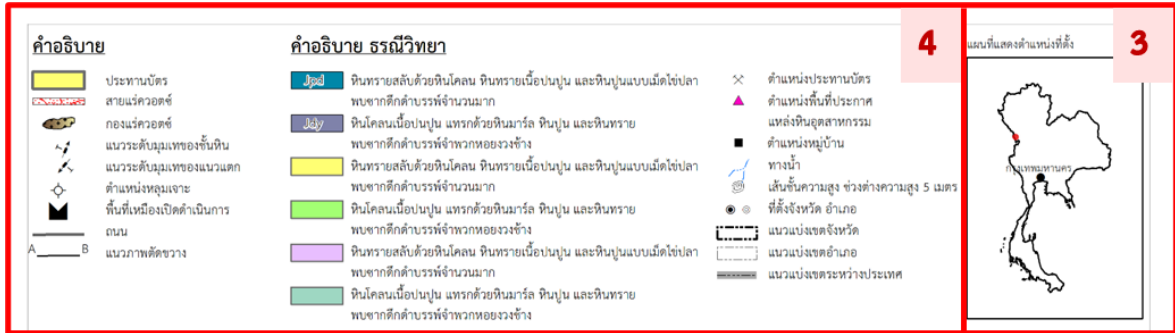 คำอธิบาย
ประทานบัตร
สายแร่ควอตซ์
กองแร่ควอตซ์
แนวระดับมุมเทของชั้นหิน
แนวระดับมุมเทของแนวแตก
ตำแหน่งหลุมเจาะ
พื้นที่เหมืองเปิดดำเนินการ
ถนน
A B แนวภาพตัดขวาง
คำอธิบาย ธรณีวิทยา
Jpd หินทรายสลับด้วยหินโคลน หินทรายเนื้อปนปูน และหินปูนแบบเม็ดไข่ปลา
พบซากดึกดำบรรพ์จำนวนมาก
Jdy หินโคลนเนื้อปนปูน แทรกด้วยหินมาร์ล หินปูน และหินทราย
พบซากดึกดำบรรพ์จำพวกหอยงวงช้าง
หินทรายสลับด้วยหินโคลน หินทรายเนื้อปนปูน และหินปูนแบบเม็ดไข่ปลา
พบซากดึกดำบรรพ์จำนวนมาก
หินโคลนเนื้อปนปูน แทรกด้วยหินมาร์ล หินปูน และหินทราย
พบซากดึกดำบรรพ์จำพวกหอยงวงช้าง
หินทรายสลับด้วยหินโคลน หินทรายเนื้อปนปูน และหินปูนแบบเม็ดไข่ปลา
พบซากดึกดำบรรพ์จำนวนมาก
หินโคลนเนื้อปนปูน แทรกด้วยหินมาร์ล หินปูน และหินทราย
พบซากดึกดำบรรพ์จำพวกหอยงวงช้าง
4
ตำแหน่งประทานบัตร
ตำแหน่งพื้นที่ประกาศ
แหล่งหินอุตสาหกรรม
ตำแหน่งหมู่บ้าน
ทางน้ำ
เส้นชั้นความสูง ช่วงต่างความสูง 5 เมตร
ที่ตั้งจังหวัด อำเภอ
แนวแบ่งเขตจังหวัด
แนวแบ่งเขตอำเภอ
แนวแบ่งเขตระหว่างประเทศ
แผนที่แสดงตำแหน่งที่ตั้ง
3
กรุงเทพมหานคร